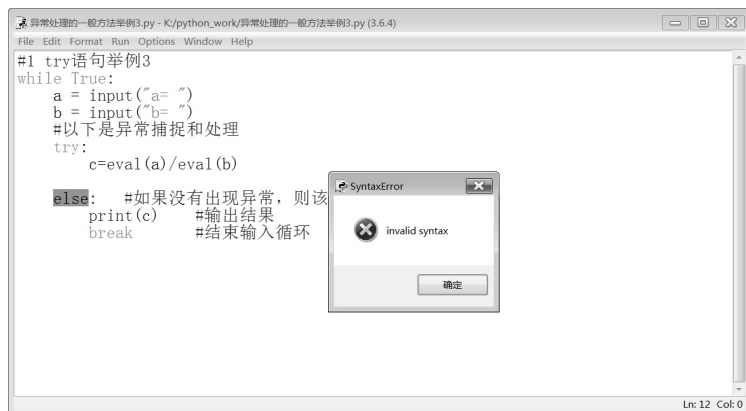 异常处理的一般方法举例3.py - K:/python_work/异常处理的一般方法举例3.py (3.6.4)
File Edit Format Run Options Window Help
#1 try语句举例3
while True:
    a = input("a= ")
    b = input("b= ")
    #以下是异常捕捉和处理
    try:
        c=eval(a)/eval(b)
    else:   #如果没有出现异常，则该
        print(c)    #输出结果
        break       #结束输入循环
SyntaxError
invalid syntax
确定
Ln: 12 Col: 0